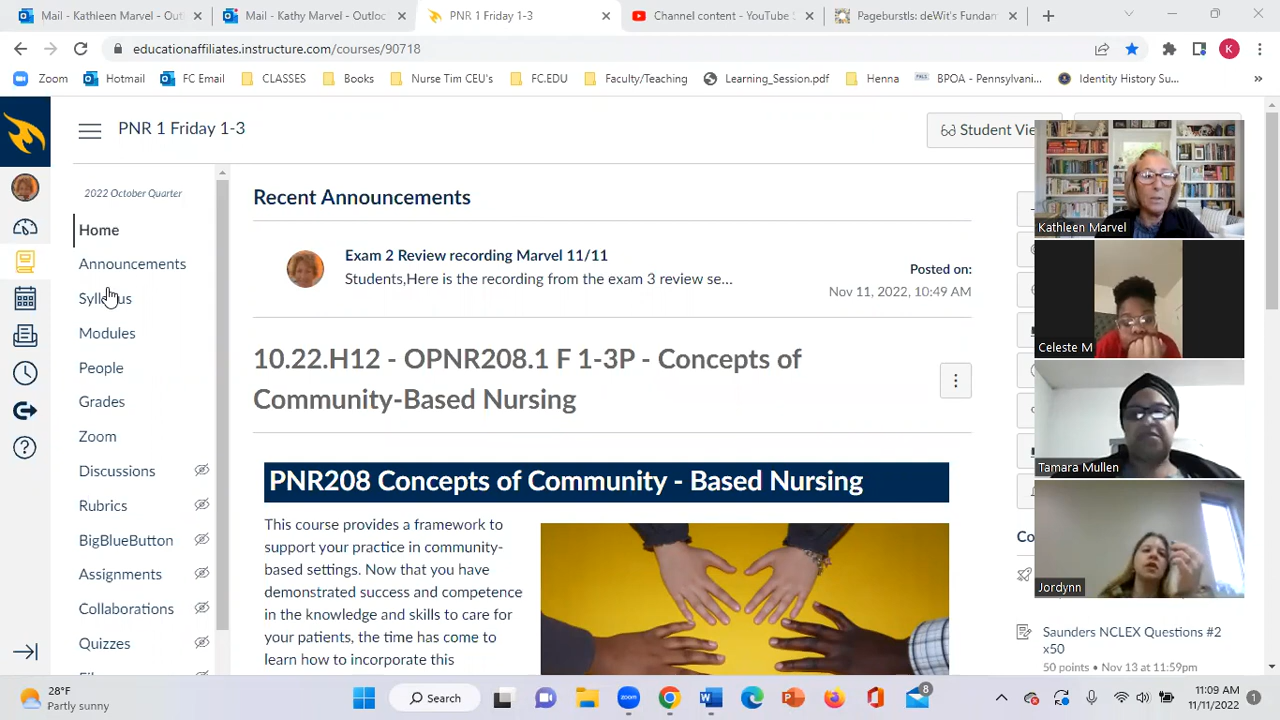 Mail - Kathleen Marvel - Outl
Mail - Kathy Marvel - Outloo
PNR 1 Friday 1-3
Channel content - YouTube S
Pageburstls: deWit's Fundam
educationaffiliates.instructure.com/courses/90718
K
Zoom
Hotmail
FC Email
CLASSES
Books
Nurse Tim CEU's
FC.EDU
Faculty/Teaching
Learning_Session.pdf
Henna
BPOA - Pennsylvani...
Identity History Su...
PNR 1 Friday 1-3
Student Vie
2022 October Quarter
Home
Announcements
Syllabus
Modules
People
Grades
Zoom
Discussions
Rubrics
BigBlueButton
Assignments
Collaborations
Quizzes
Recent Announcements
Exam 2 Review recording Marvel 11/11
Students,Here is the recording from the exam 3 review se...
Posted on:
Nov 11, 2022, 10:49 AM
10.22.H12 - OPNR208.1 F 1-3P - Concepts of
Community-Based Nursing
PNR208 Concepts of Community - Based Nursing
This course provides a framework to
support your practice in community-
based settings. Now that you have
demonstrated success and competence
in the knowledge and skills to care for
your patients, the time has come to
learn how to incorporate this
Kathleen Marvel
Celeste M
Tamara Mullen
Jordynn
Co
Saunders NCLEX Questions #2
x50
50 points • Nov 13 at 11:59pm
28°F
Partly sunny
Search
8
11:09 AM
11/11/2022
1